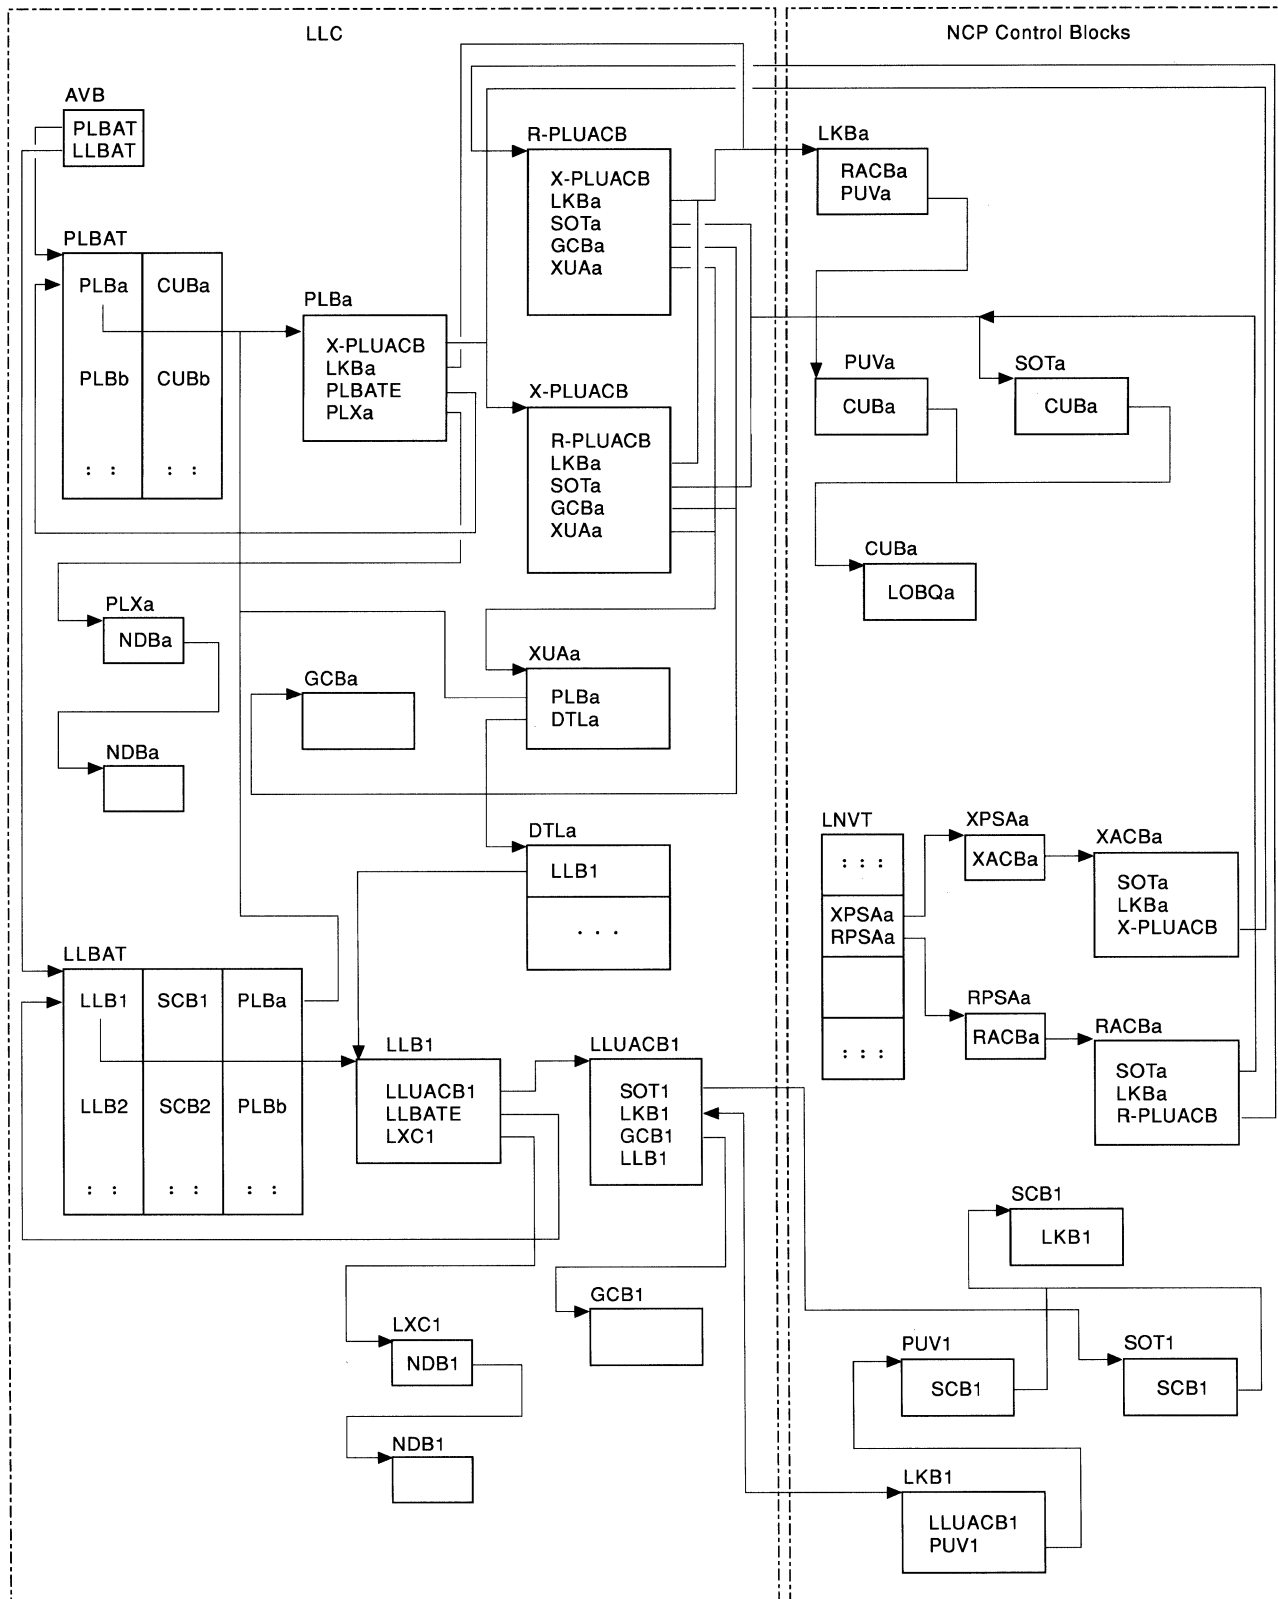 LLC
NCP Control Blocks
AVB
PLBAT
LLBAT
R-PLUACB
X-PLUACB
LKBa
SOTa
GCBa
XUAa
LKBa
RACBa
PUVa
PLBAT
PLBa CUBa
PLBb CUBb
: : : :
PLBa
X-PLUACB
LKBa
PLBATE
PLXa
X-PLUACB
R-PLUACB
LKBa
SOTa
GCBa
XUAa
PUVa
CUBa
SOTa
CUBa
CUBa
LOBQa
PLXa
NDBa
NDBa
GCBa
XUAa
PLBa
DTLa
DTLa
LLB1
. . .
LNVT
: : :
XPSAa
RPSAa
: : :
XPSAa
XACBa
XACBa
SOTa
LKBa
X-PLUACB
RPSAa
RACBa
RACBa
SOTa
LKBa
R-PLUACB
LLBAT
LLB1 SCB1 PLBa
LLB2 SCB2 PLBb
: : : : : :
LLB1
LLUACB1
LLBATE
LXC1
LLUACB1
SOT1
LKB1
GCB1
LLB1
SCB1
LKB1
GCB1
LXC1
NDB1
NDB1
PUV1
SCB1
SOT1
SCB1
LKB1
LLUACB1
PUV1